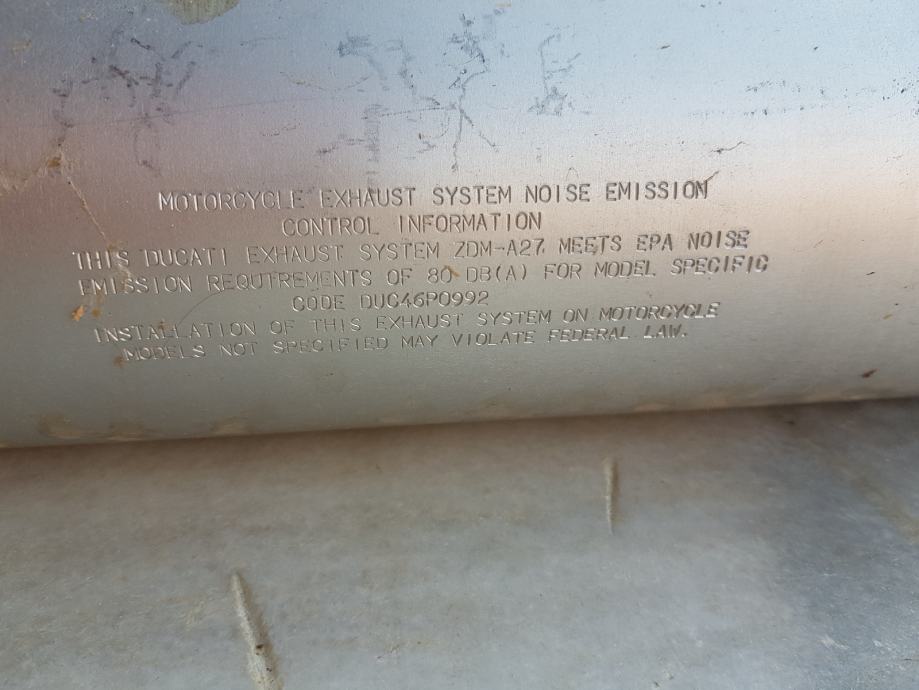 MOTORCYCLE EXHAUST SYSTEM NOISE EMISSION
CONTROL INFORMATION
THIS DUCATI EXHAUST SYSTEM ZDM-A27 MEETS EPA NOISE
EMISSION REQUIREMENTS OF 80 DB(A) FOR MODEL SPECIFIC
CODE DUC46P0992
INSTALLATION OF THIS EXHAUST SYSTEM ON MOTORCYCLE
MODELS NOT SPECIFIED MAY VIOLATE FEDERAL LAW.